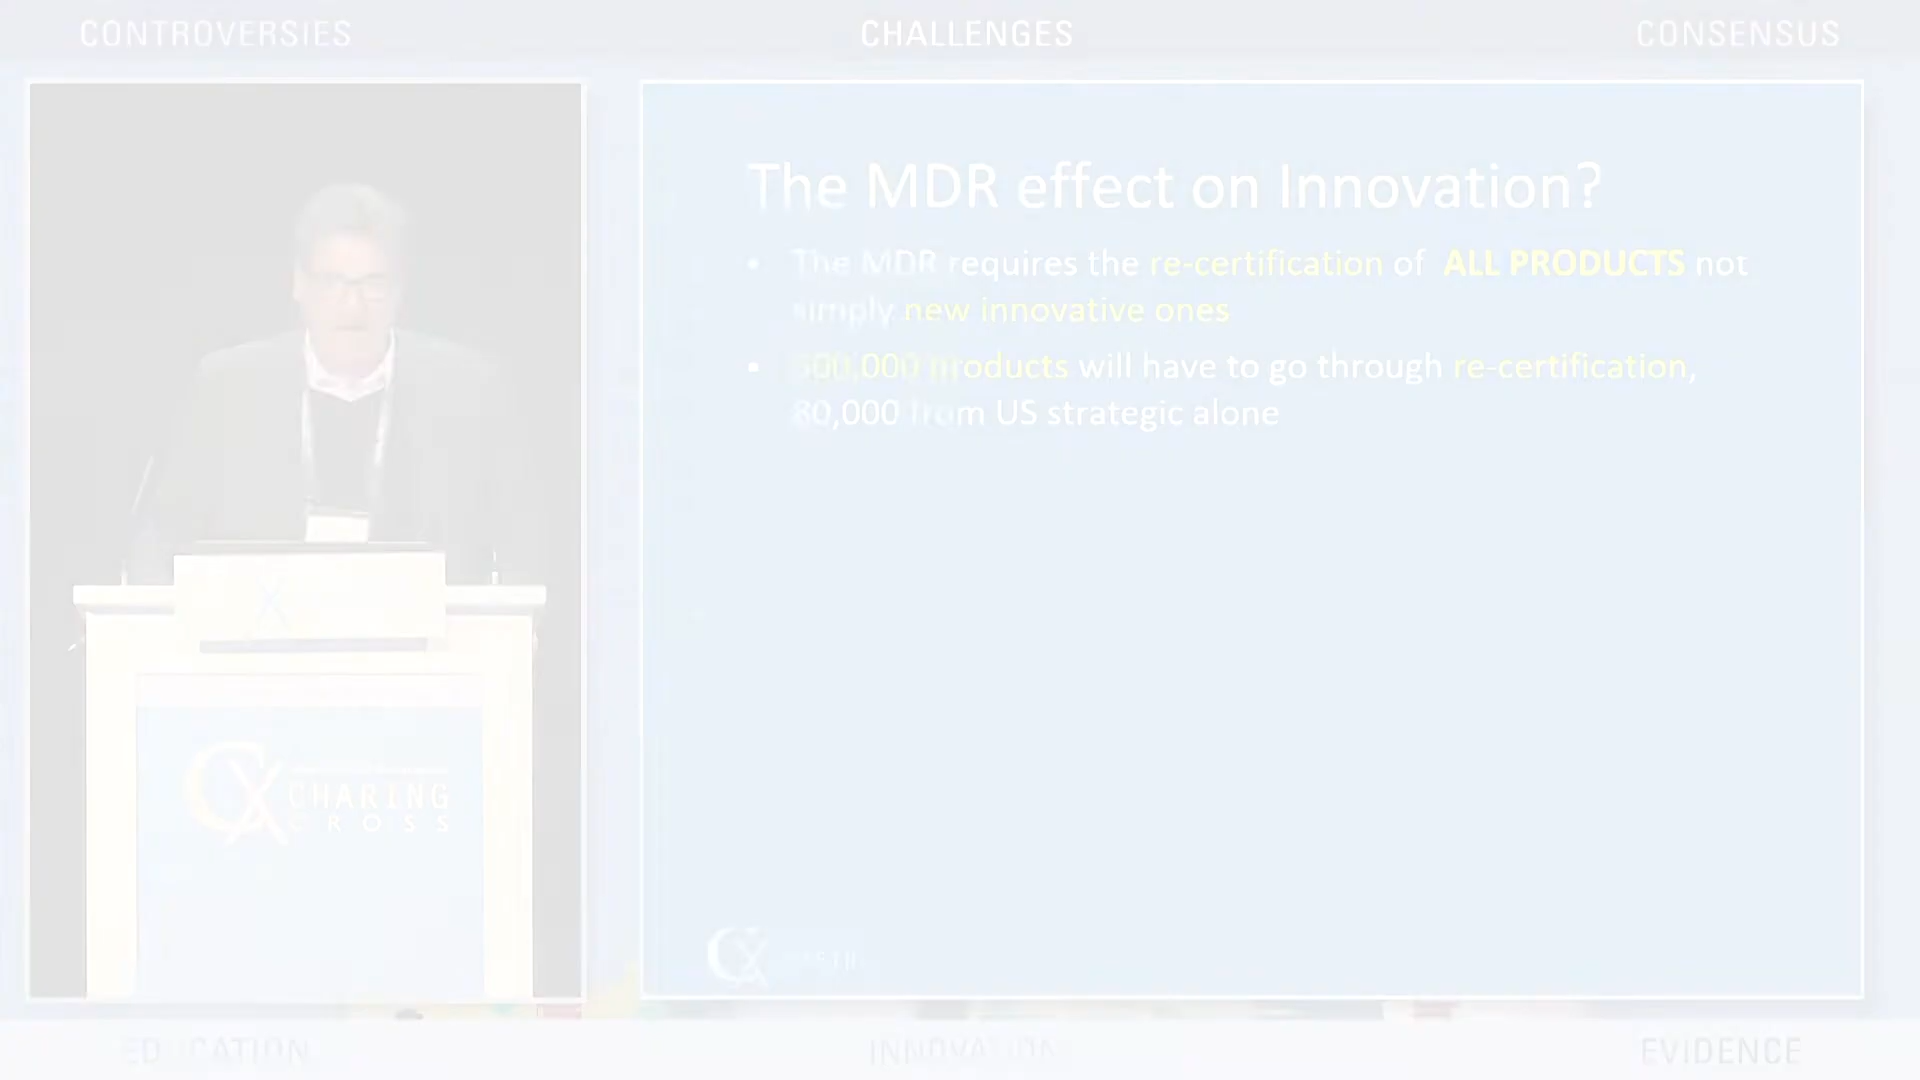 CONTROVERSIES CHALLENGES CONSENSUS
The MDR effect on Innovation?
• The MDR requires the re-certification of ALL PRODUCTS not
simply new innovative ones
• 500,000 products will have to go through re-certification,
80,000 from US strategic alone
X
CX
CHARING
CROSS
CX
EDUCATION INNOVATION EVIDENCE